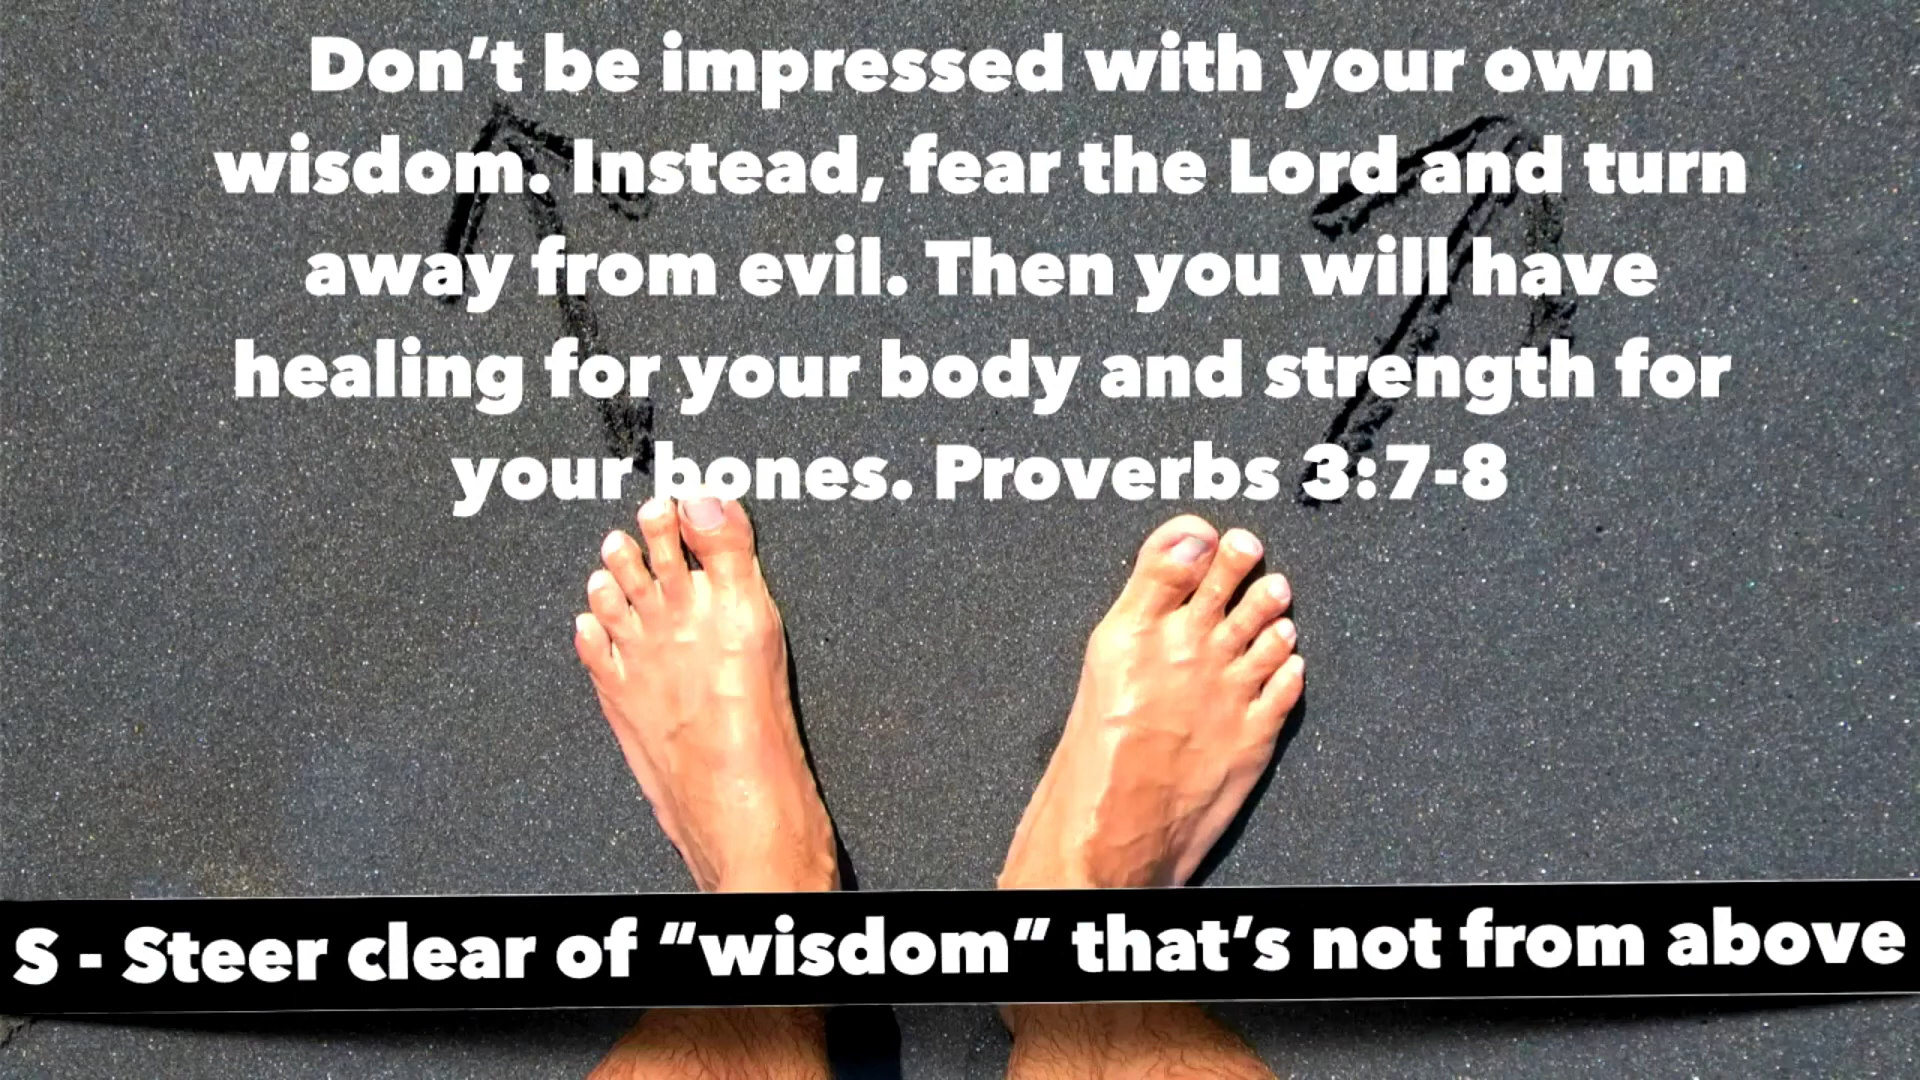 Don’t be impressed with your own
wisdom. Instead, fear the Lord and turn
away from evil. Then you will have
healing for your body and strength for
your bones. Proverbs 3:7-8
S - Steer clear of “wisdom” that’s not from above